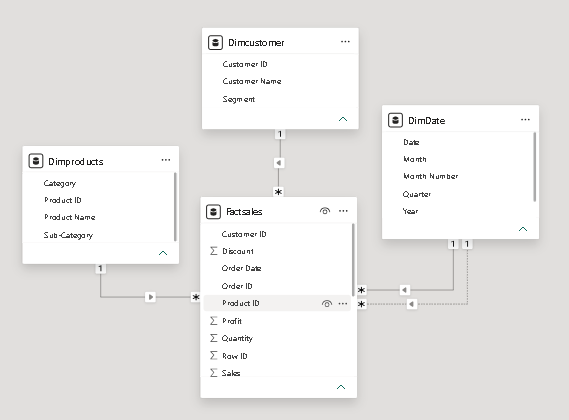 Dimcustomer
Customer ID
Customer Name
Segment
DimDate
Date
Month
Month Number
Quarter
Year
Dimproducts
Category
Product ID
Product Name
Sub-Category
Factsales
Customer ID
Σ Discount
Order Date
Order ID
Product ID
Σ Profit
Σ Quantity
Σ Row ID
Σ Sales
1
*
1
*
1
1
*
*